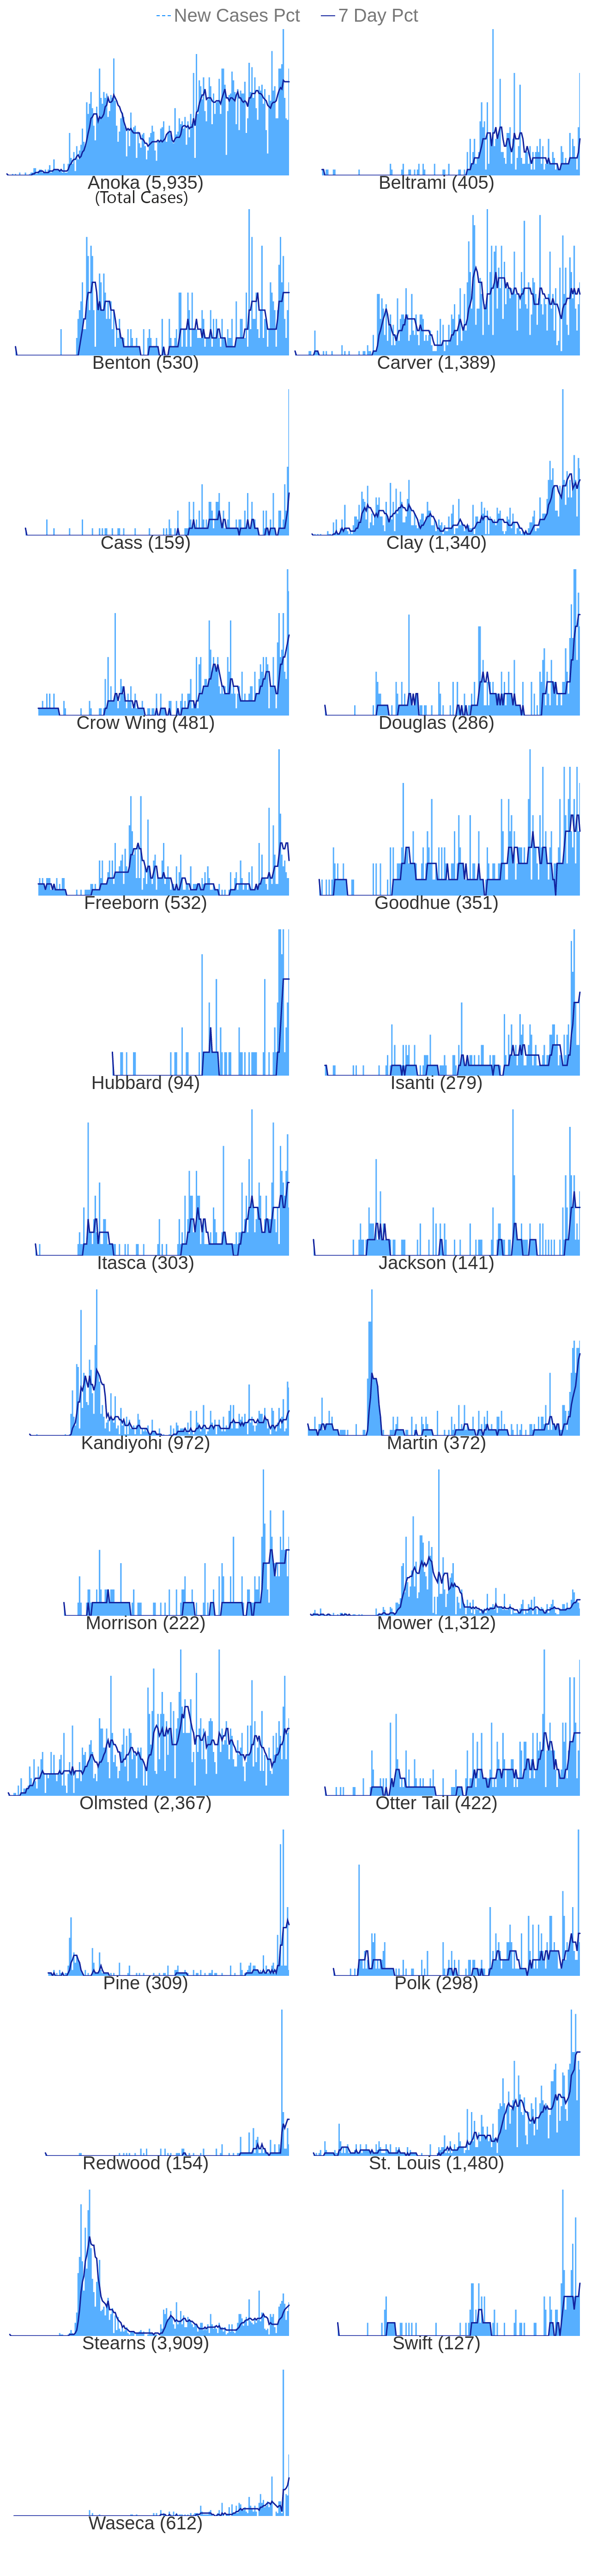 New Cases Pct 7 Day Pct
Anoka (5,935) Beltrami (405)
(Total Cases)
Benton (530) Carver (1,389)
Cass (159) Clay (1,340)
Crow Wing (481) Douglas (286)
Freeborn (532) Goodhue (351)
Hubbard (94) Isanti (279)
Itasca (303) Jackson (141)
Kandiyohi (972) Martin (372)
Morrison (222) Mower (1,312)
Olmsted (2,367) Otter Tail (422)
Pine (309) Polk (298)
Redwood (154) St. Louis (1,480)
Stearns (3,909) Swift (127)
Waseca (612)